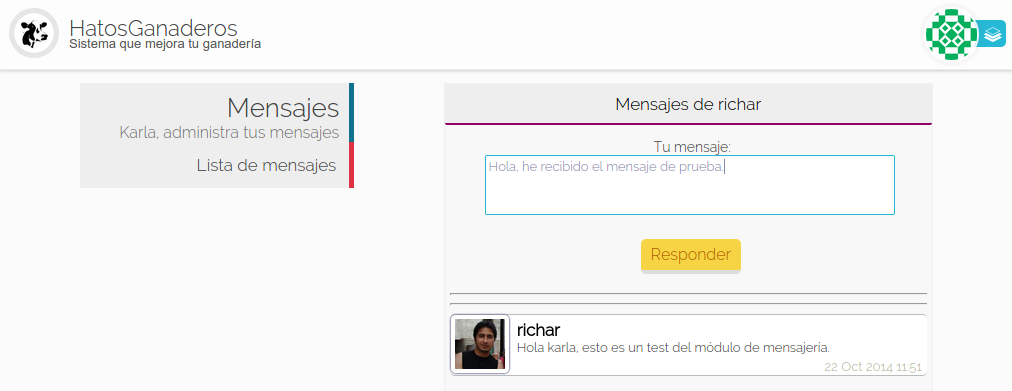 HatosGanaderos
Sistema que mejora tu ganadería
Mensajes
Karla, administra tus mensajes
Lista de mensajes
Mensajes de richar
Tu mensaje:
Hola, he recibido el mensaje de prueba.
Responder
richar
Hola karla, esto es un test del módulo de mensajería.
22 Oct 2014 11:51